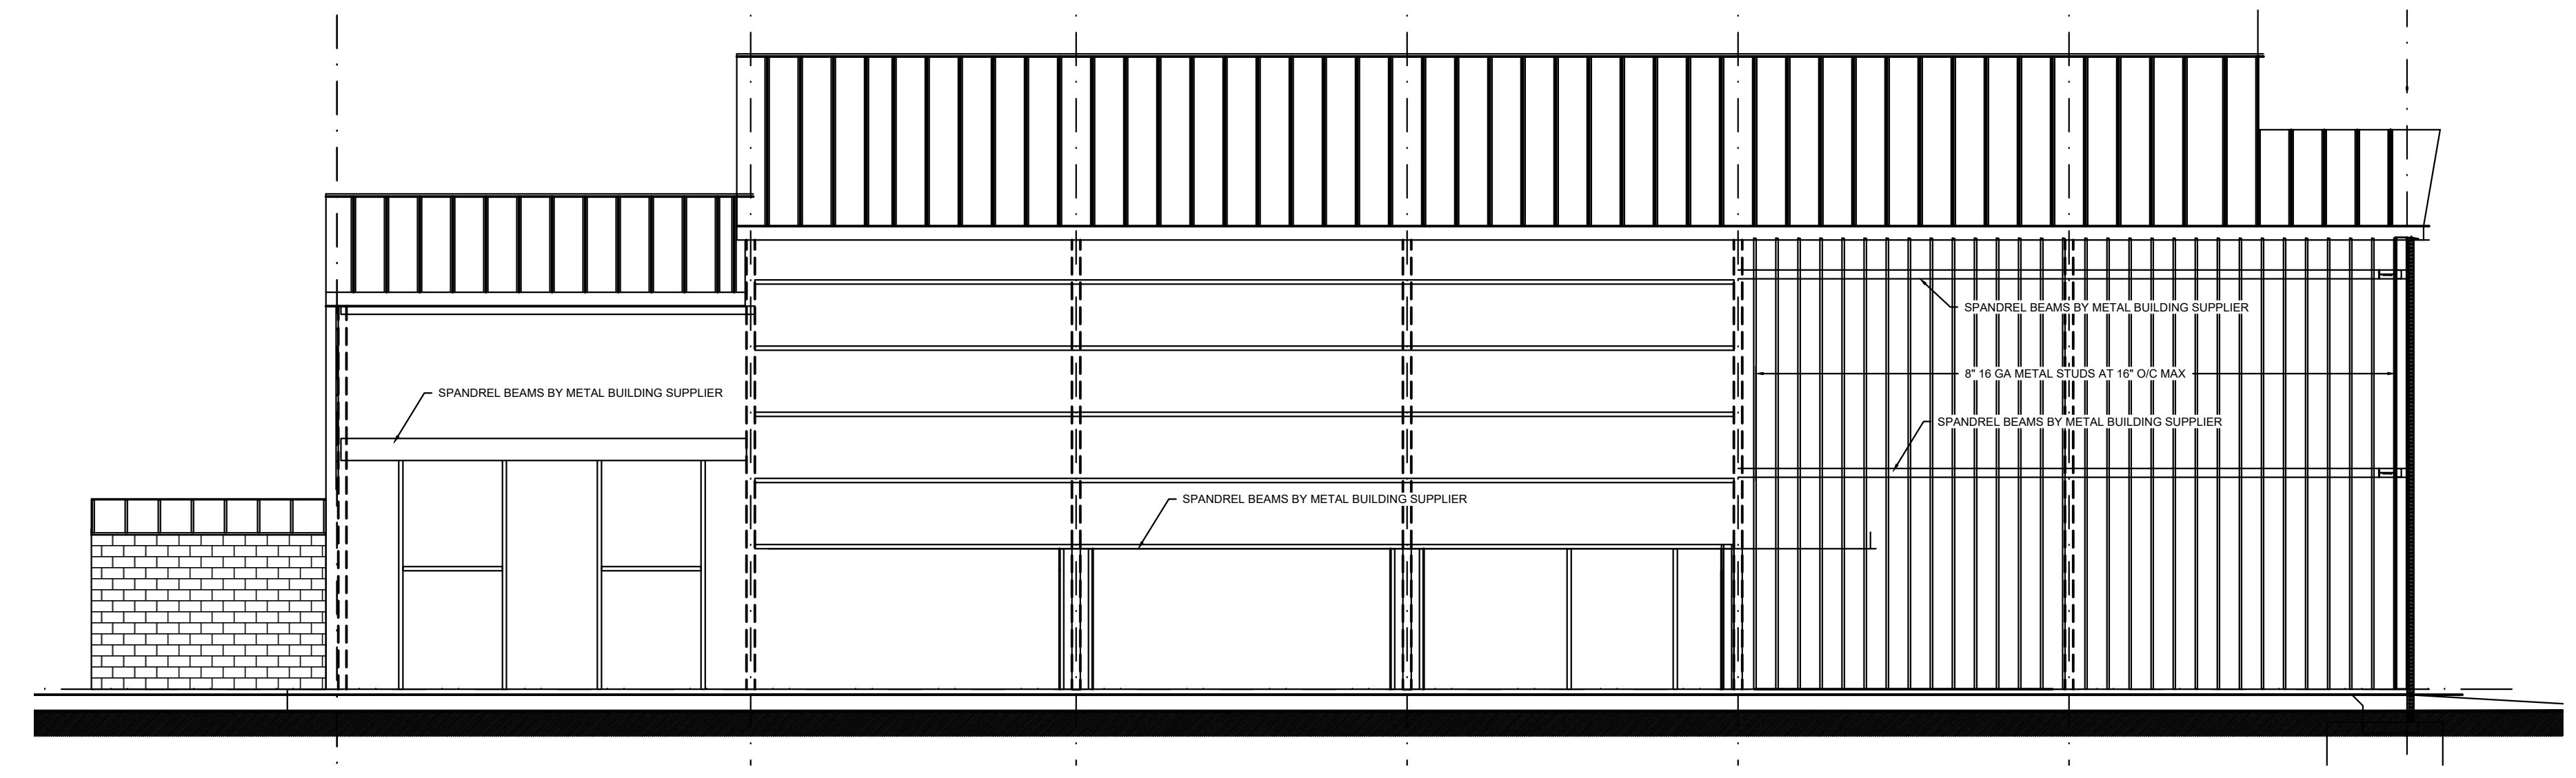 SPANDREL BEAMS BY METAL BUILDING SUPPLIER
8" 16 GA METAL STUDS AT 16" O/C MAX
SPANDREL BEAMS BY METAL BUILDING SUPPLIER
SPANDREL BEAMS BY METAL BUILDING SUPPLIER
SPANDREL BEAMS BY METAL BUILDING SUPPLIER